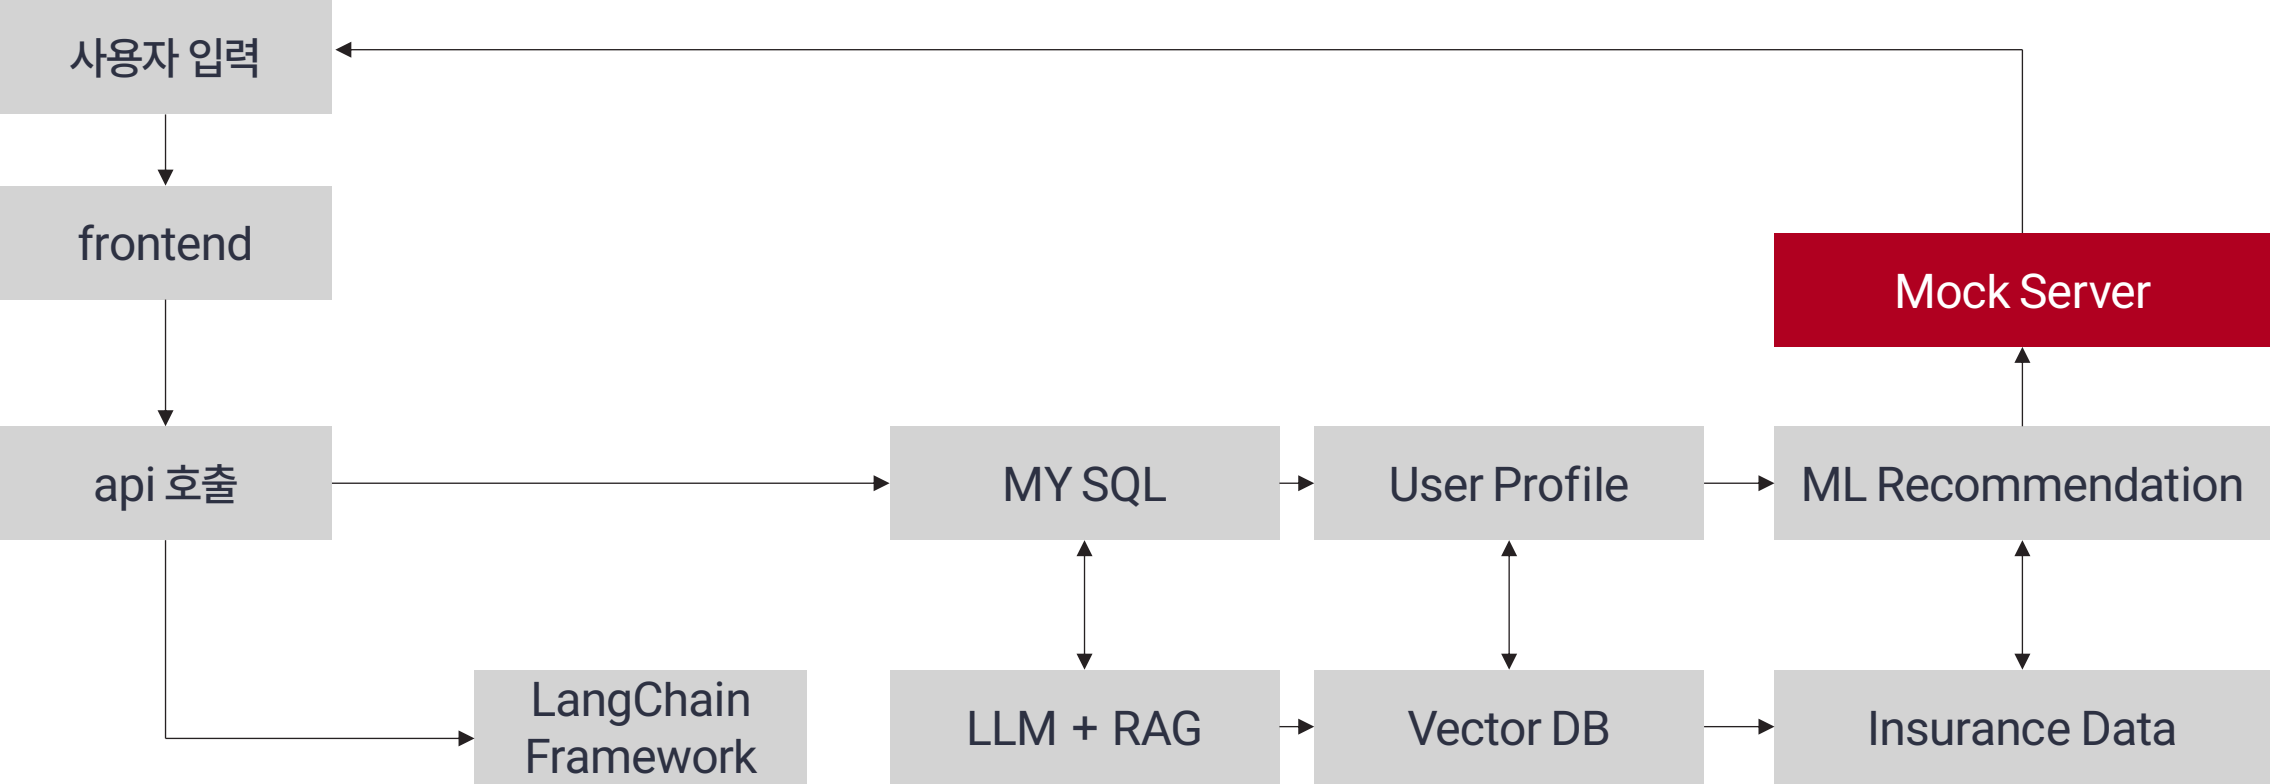 사용자 입력
frontend
Mock Server
api 호출
MY SQL
User Profile
ML Recommendation
LangChain
Framework
LLM + RAG
Vector DB
Insurance Data